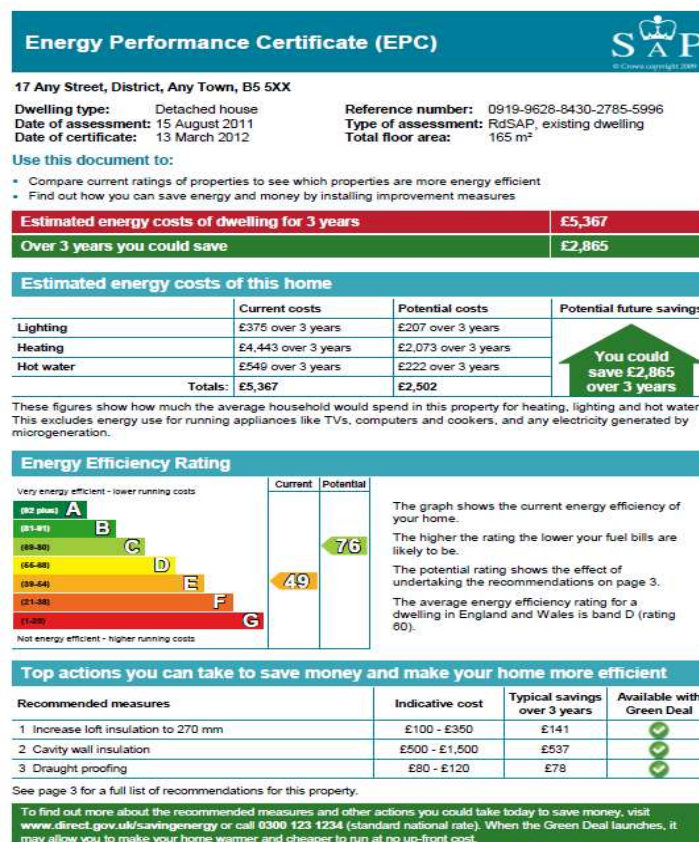 Energy Performance Certificate (EPC)
SAP
© Crown copyright 2009
17 Any Street, District, Any Town, B5 5XX
Dwelling type: Detached house
Date of assessment: 15 August 2011
Date of certificate: 13 March 2012
Reference number: 0919-9628-8430-2785-5996
Type of assessment: RdSAP, existing dwelling
Total floor area: 165 m²
Use this document to:
• Compare current ratings of properties to see which properties are more energy efficient
• Find out how you can save energy and money by installing improvement measures
Estimated energy costs of dwelling for 3 years £5,367
Over 3 years you could save £2,865
Estimated energy costs of this home
Current costs Potential costs Potential future savings
Lighting £375 over 3 years £207 over 3 years
Heating £4,443 over 3 years £2,073 over 3 years
Hot water £549 over 3 years £222 over 3 years
Totals: £5,367 £2,502
You could
save £2,865
over 3 years
These figures show how much the average household would spend in this property for heating, lighting and hot water
This excludes energy use for running appliances like TVs, computers and cookers, and any electricity generated by
microgeneration.
Energy Efficiency Rating
Current Potential
Very energy efficient - lower running costs
(92 plus) A
(81-91) B
(69-80) C
(55-68) D
(39-54) E
(21-38) F
(1-20) G
49
76
Not energy efficient - higher running costs
The graph shows the current energy efficiency of
your home.
The higher the rating the lower your fuel bills are
likely to be.
The potential rating shows the effect of
undertaking the recommendations on page 3.
The average energy efficiency rating for a
dwelling in England and Wales is band D (rating
60).
Top actions you can take to save money and make your home more efficient
Recommended measures Indicative cost Typical savings over 3 years Available with Green Deal
1 Increase loft insulation to 270 mm £100 - £350 £141
2 Cavity wall insulation £500 - £1,500 £537
3 Draught proofing £80 - £120 £78
See page 3 for a full list of recommendations for this property.
To find out more about the recommended measures and other actions you could take today to save money, visit
www.direct.gov.uk/savingenergy or call 0300 123 1234 (standard national rate). When the Green Deal launches, it
may allow you to make your home warmer and cheaper to run at no up-front cost.